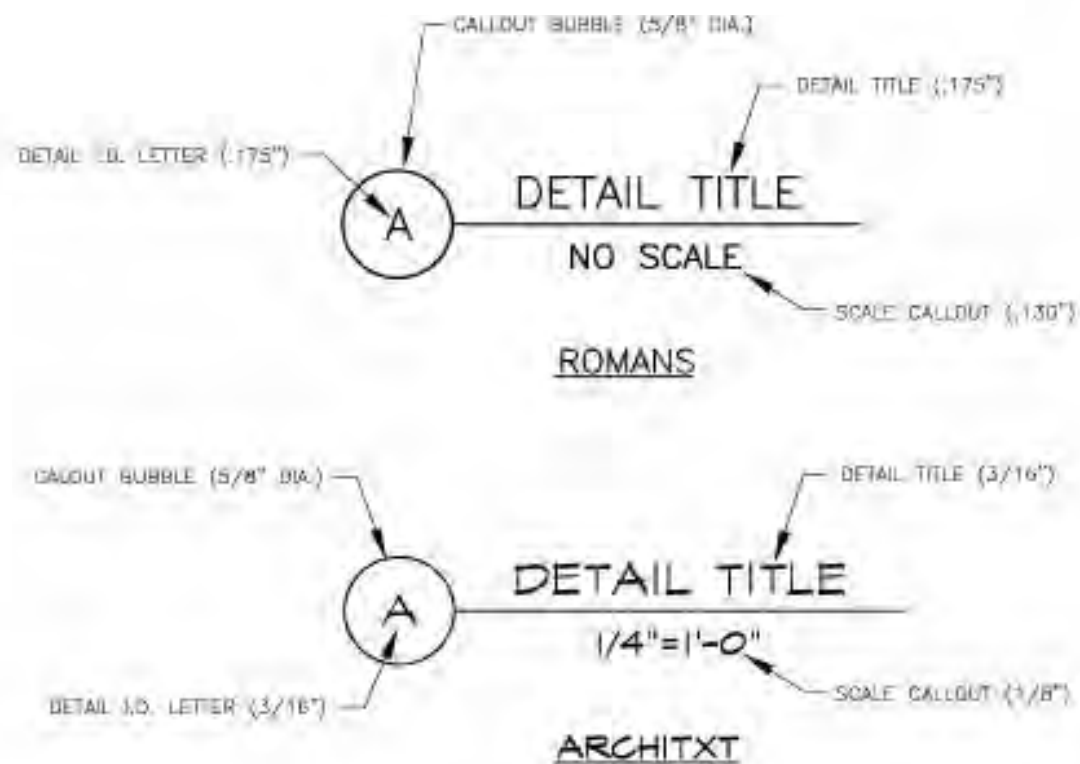 CALLOUT BUBBLE (5/8" DIA.)
DETAIL TITLE (.175")
DETAIL I.D. LETTER (.175")
A
DETAIL TITLE
NO SCALE
SCALE CALLOUT (.130")
ROMANS
CALLOUT BUBBLE (5/8" DIA.)
DETAIL TITLE (3/16")
A
DETAIL TITLE
1/4"=1'-0"
DETAIL I.D. LETTER (3/16")
SCALE CALLOUT (1/8")
ARCHITXT